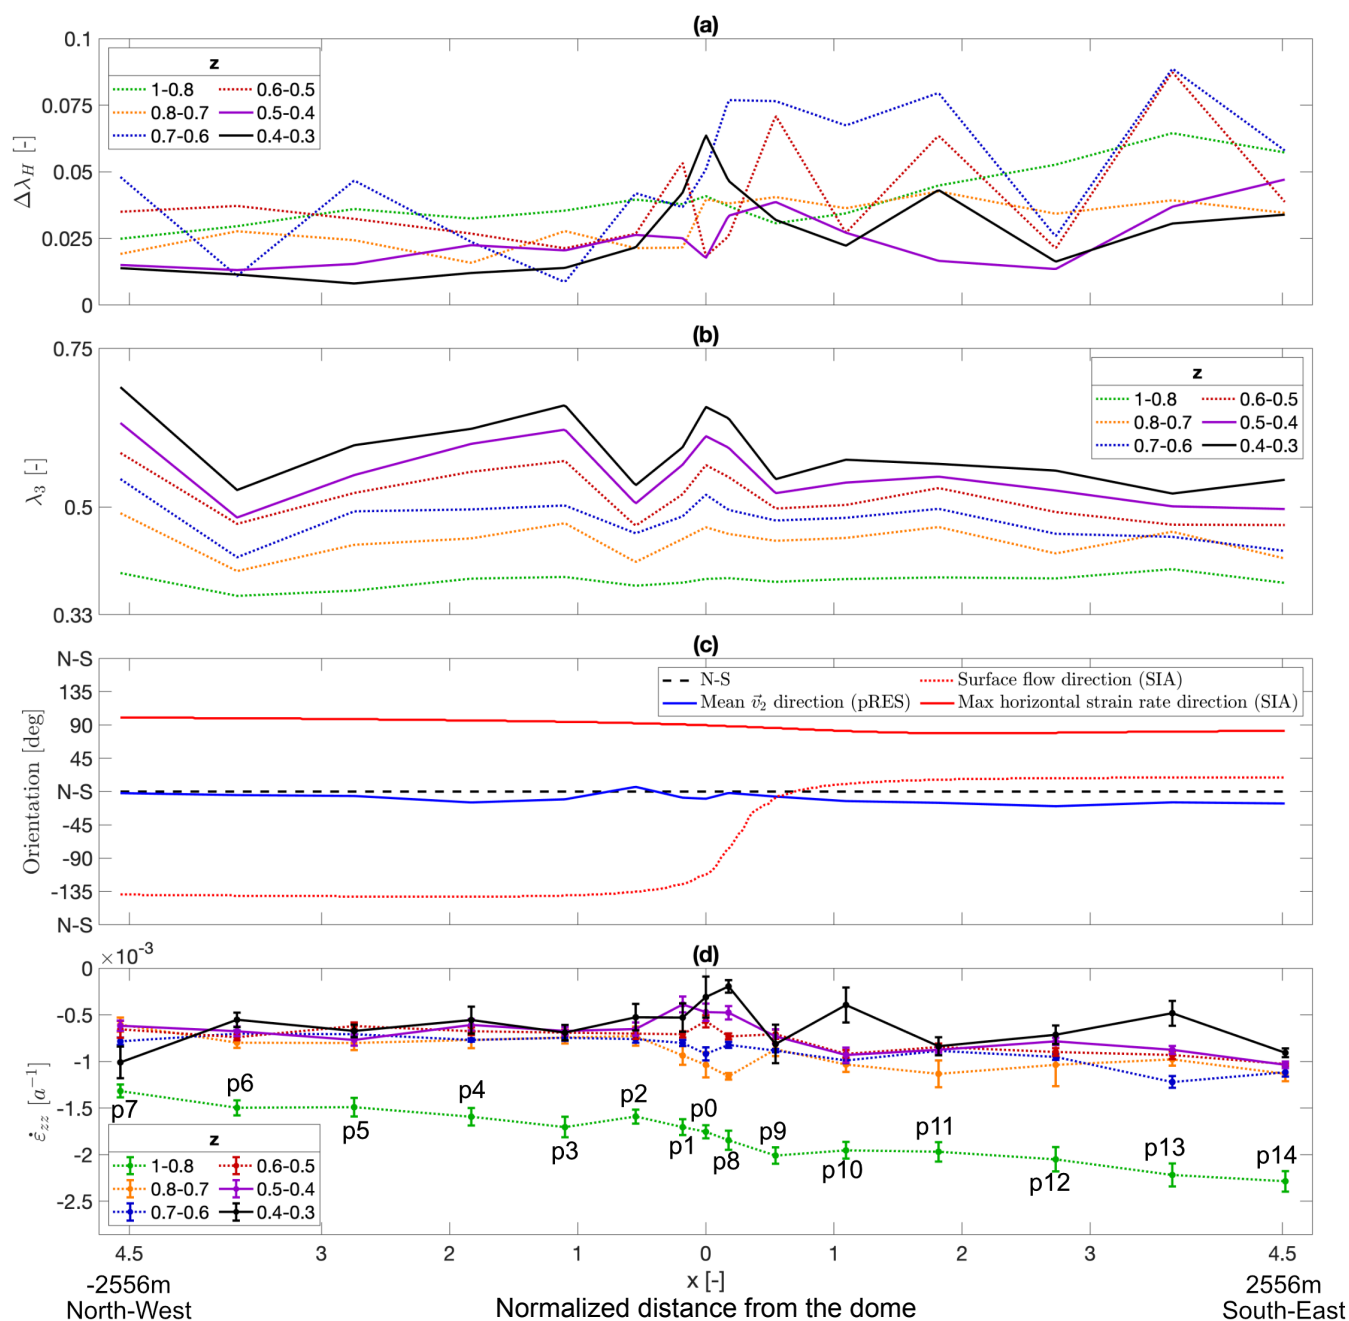 (a)
0.1
0.075
0.05
0.025
0
Δλ_H [-]
z
1-0.8
0.6-0.5
0.8-0.7
0.5-0.4
0.7-0.6
0.4-0.3
(b)
0.75
0.5
0.33
λ_3 [-]
z
1-0.8
0.6-0.5
0.8-0.7
0.5-0.4
0.7-0.6
0.4-0.3
(c)
N-S
135
90
45
N-S
-45
-90
-135
N-S
Orientation [deg]
N-S
Surface flow direction (SIA)
Mean v⃗_2 direction (pRES)
Max horizontal strain rate direction (SIA)
(d)
×10^-3
0
-0.5
-1
-1.5
-2
-2.5
ε̇_zz [a^-1]
p7
p6
p5
p4
p3
p2
p1
p0
p8
p9
p10
p11
p12
p13
p14
z
1-0.8
0.6-0.5
0.8-0.7
0.5-0.4
0.7-0.6
0.4-0.3
4.5 3 2 1 0 1 2 3 4.5
x [-]
-2556m
North-West
Normalized distance from the dome
2556m
South-East